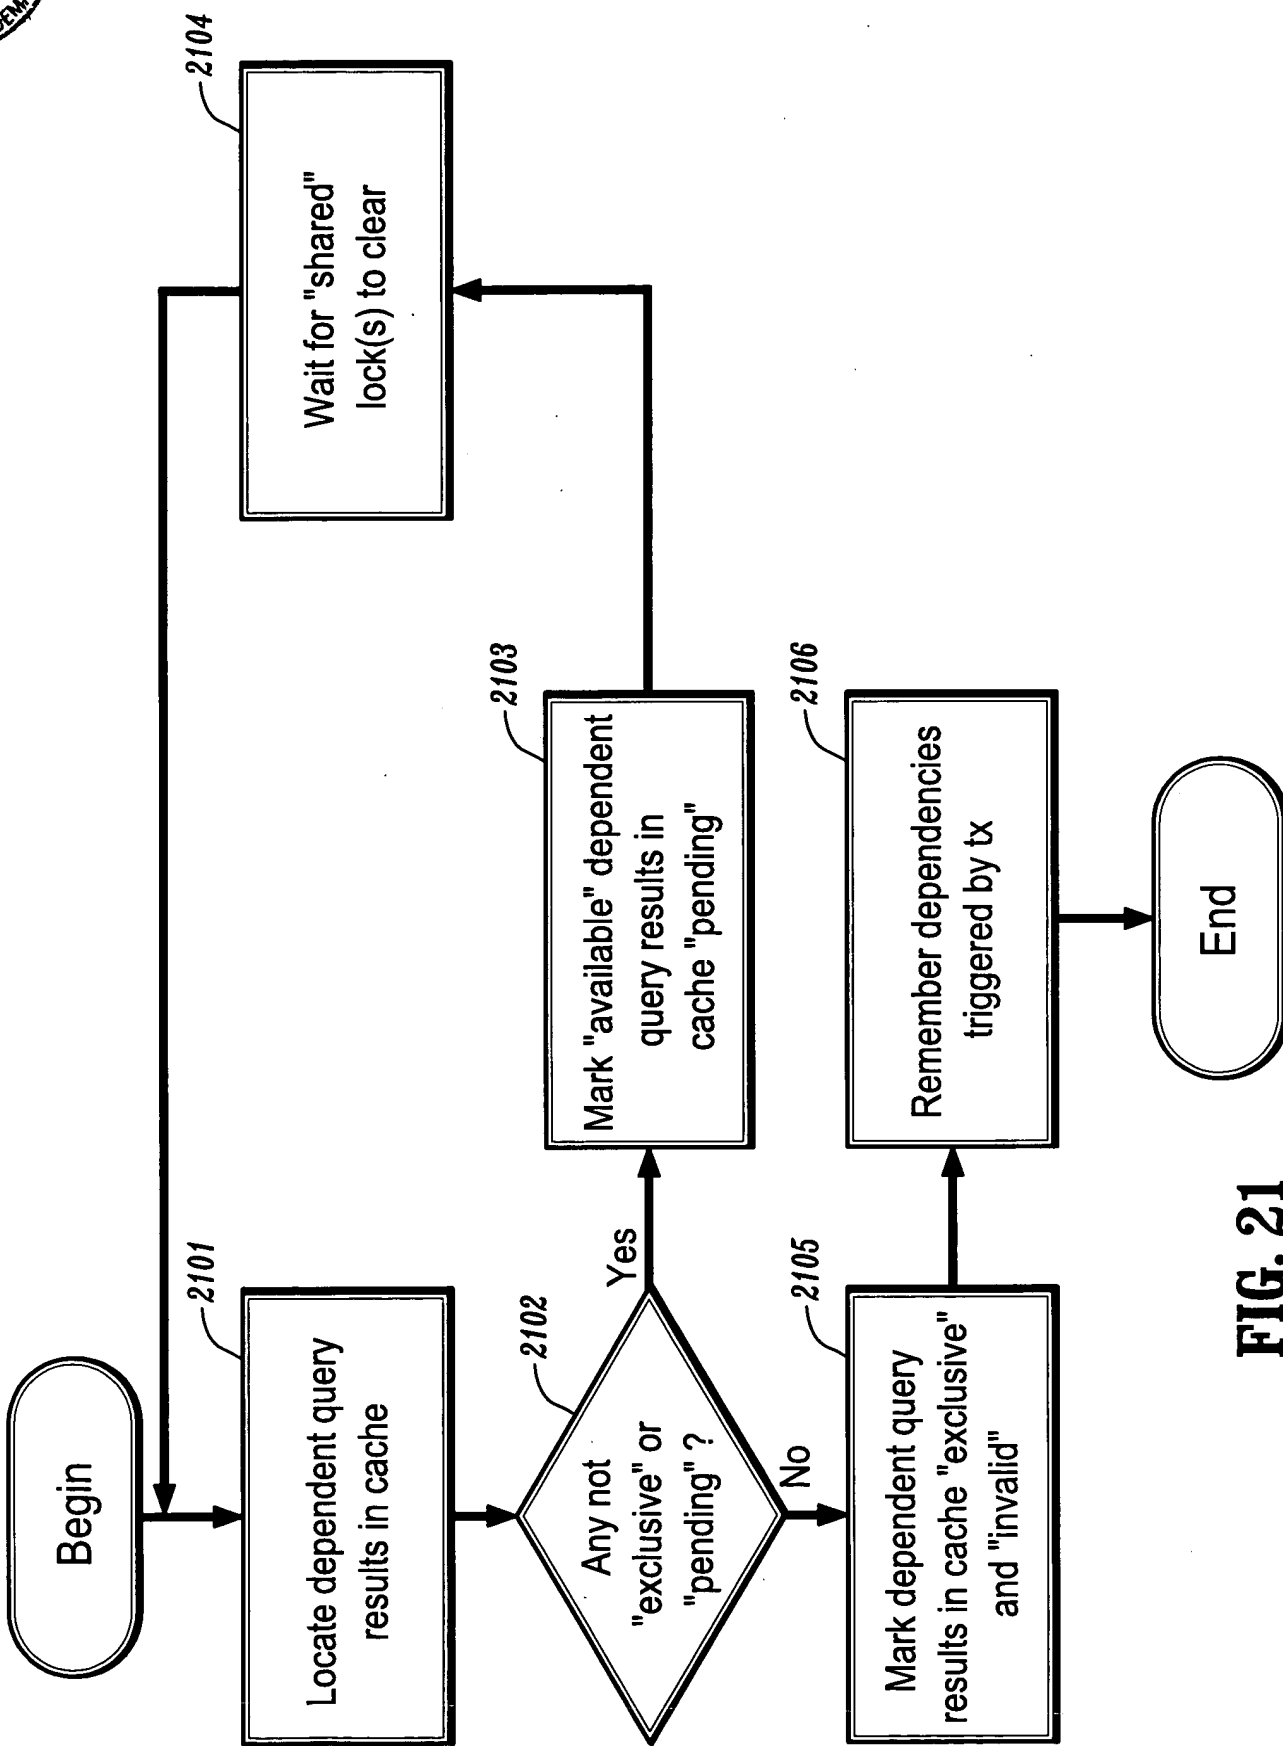 Begin
2101
Locate dependent query
results in cache
2102
Any not
"exclusive" or
"pending" ?
Yes
No
2103
Mark "available" dependent
query results in
cache "pending"
2104
Wait for "shared"
lock(s) to clear
2105
Mark dependent query
results in cache "exclusive"
and "invalid"
2106
Remember dependencies
triggered by tx
End
FIG. 21